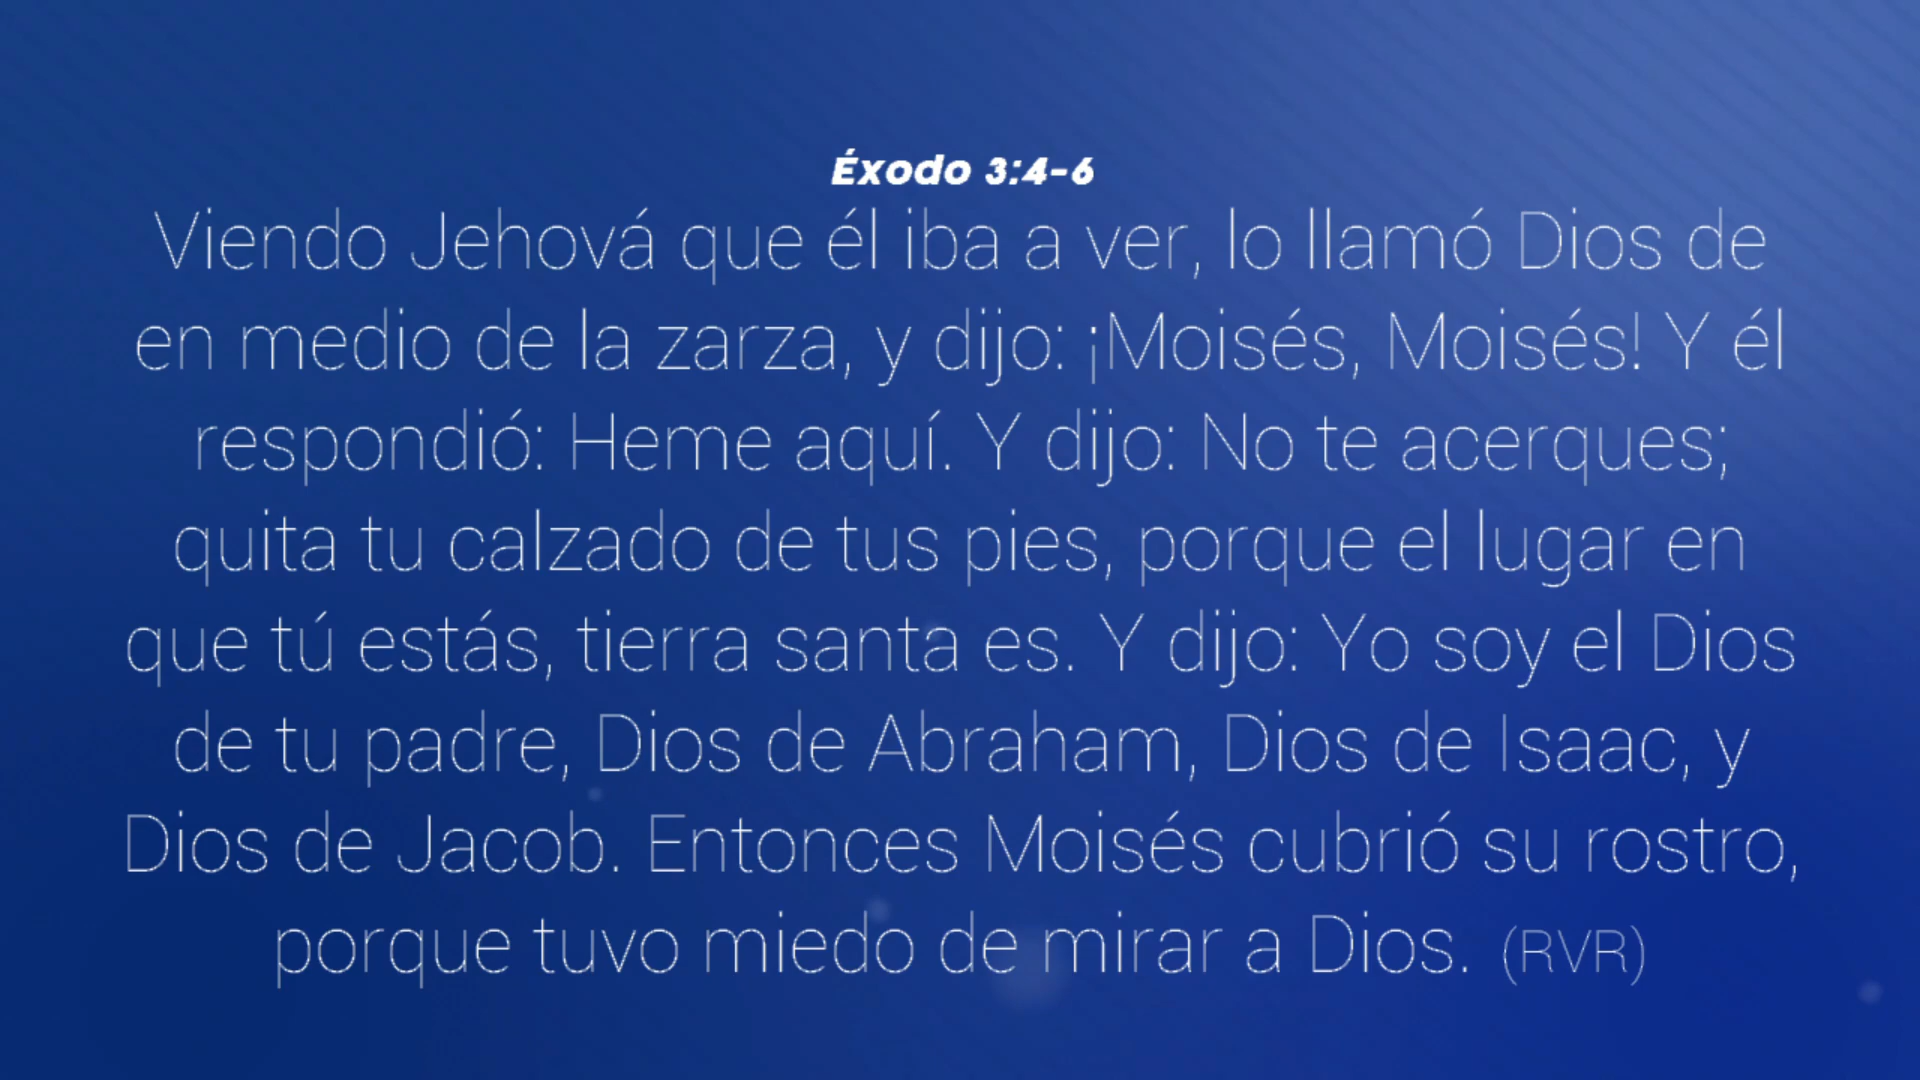 Éxodo 3:4-6
Viendo Jehová que él iba a ver, lo llamó Dios de
en medio de la zarza, y dijo: ¡Moisés, Moisés! Y él
respondió: Heme aquí. Y dijo: No te acerques;
quita tu calzado de tus pies, porque el lugar en
que tú estás, tierra santa es. Y dijo: Yo soy el Dios
de tu padre, Dios de Abraham, Dios de Isaac, y
Dios de Jacob. Entonces Moisés cubrió su rostro,
porque tuvo miedo de mirar a Dios. (RVR)